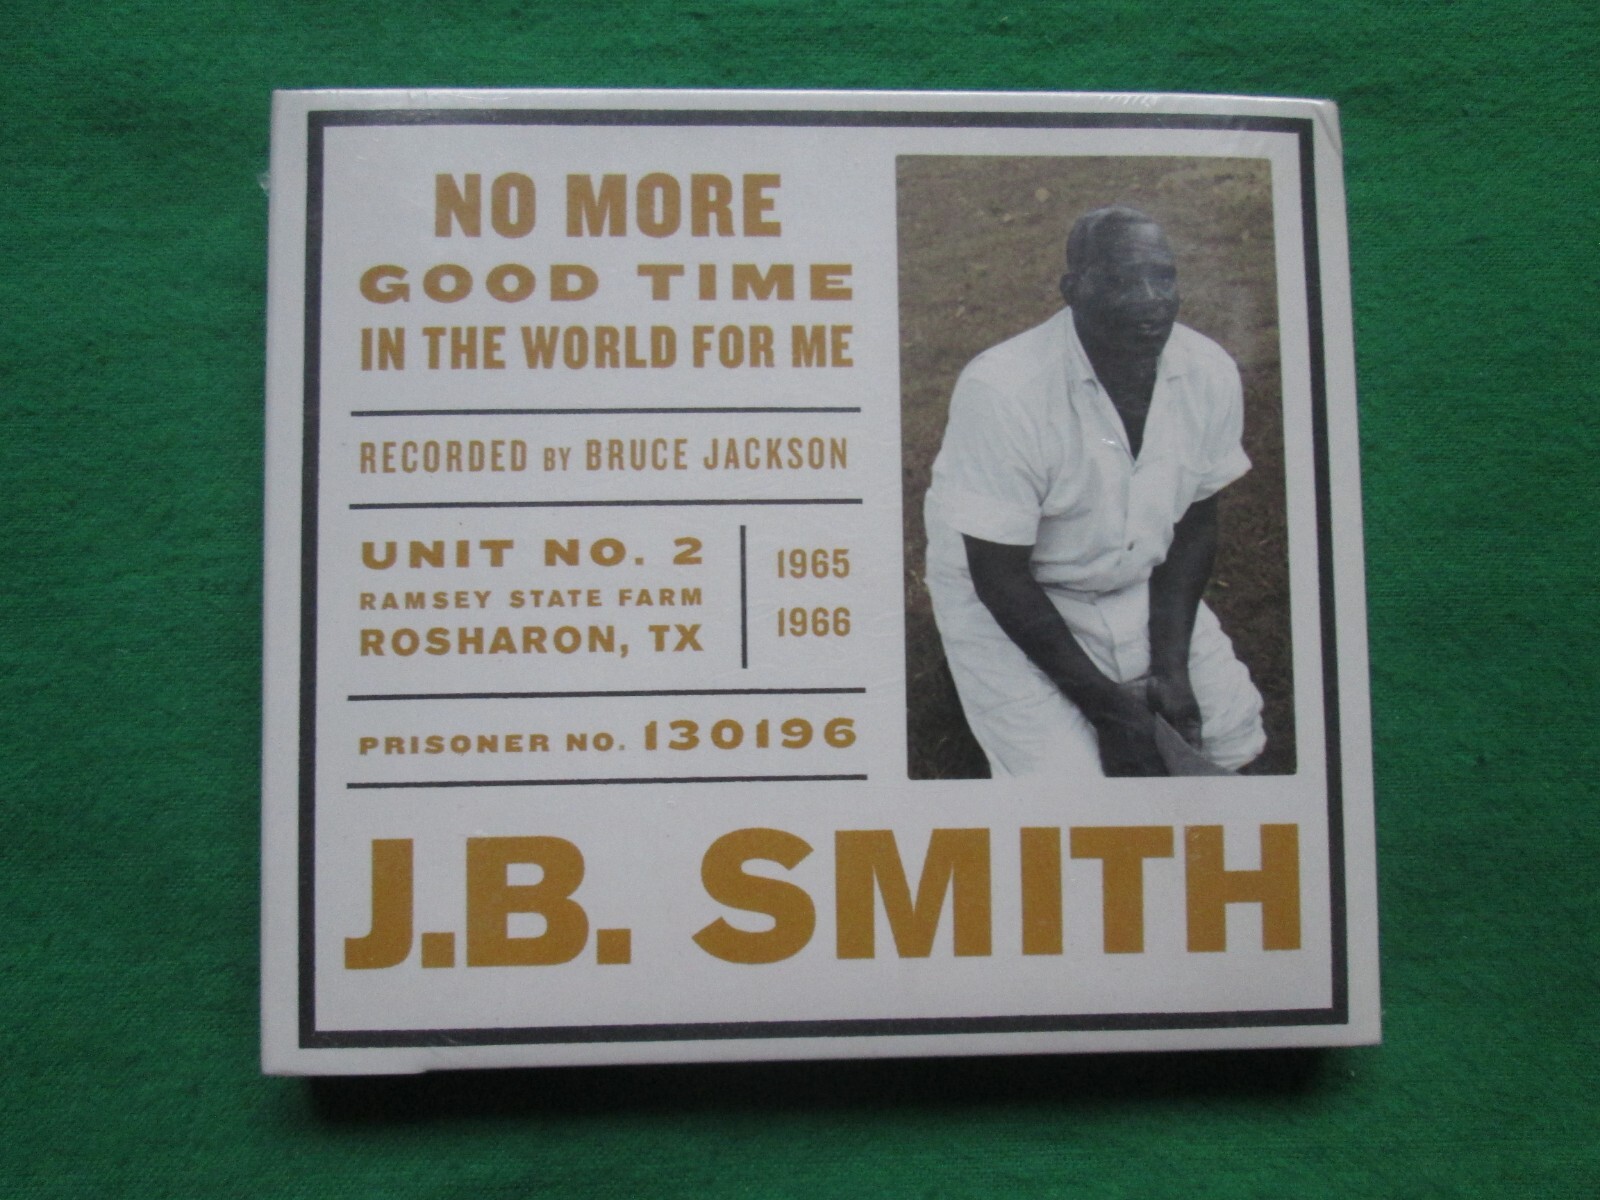 NO MORE
GOOD TIME
IN THE WORLD FOR ME
RECORDED BY BRUCE JACKSON
UNIT NO. 2
RAMSEY STATE FARM
ROSHARON, TX
1965
1966
PRISONER NO. 130196
J.B. SMITH